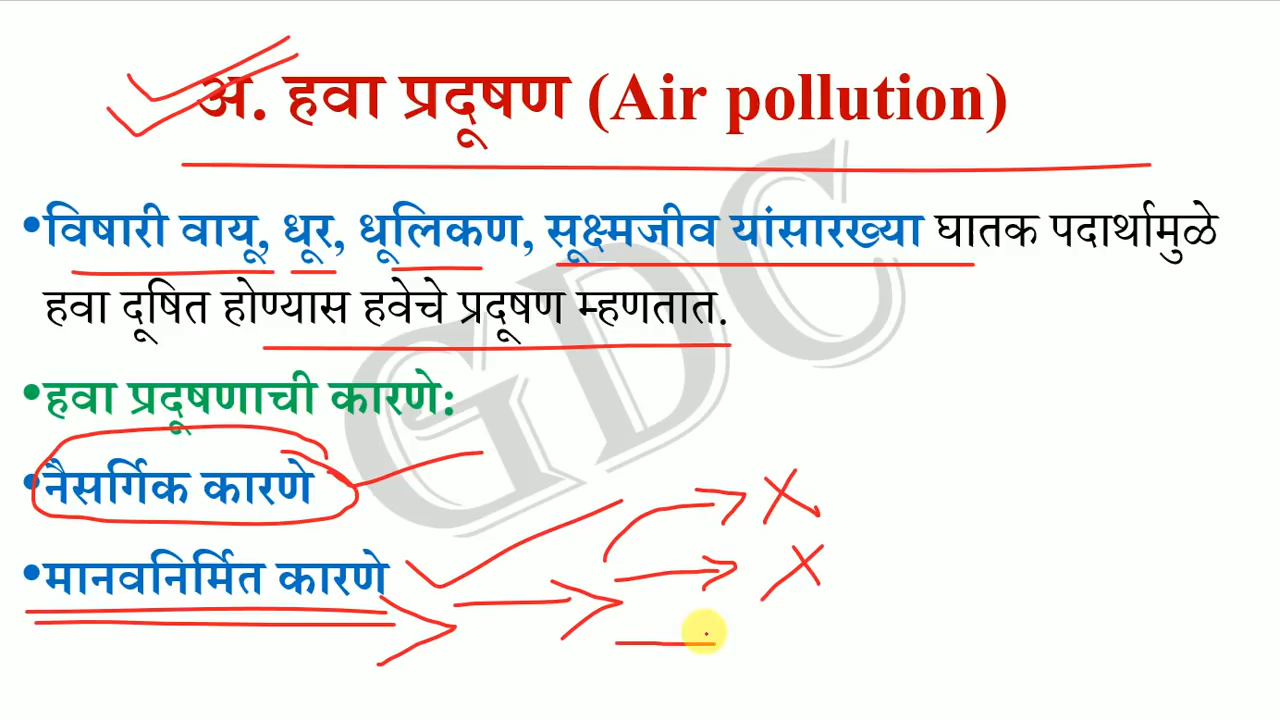 अ. हवा प्रदूषण (Air pollution)
•विषारी वायू, धूर, धूलिकण, सूक्ष्मजीव यांसारख्या घातक पदार्थामुळे
हवा दूषित होण्यास हवेचे प्रदूषण म्हणतात.
•हवा प्रदूषणाची कारणे:
•नैसर्गिक कारणे
•मानवनिर्मित कारणे
GDC